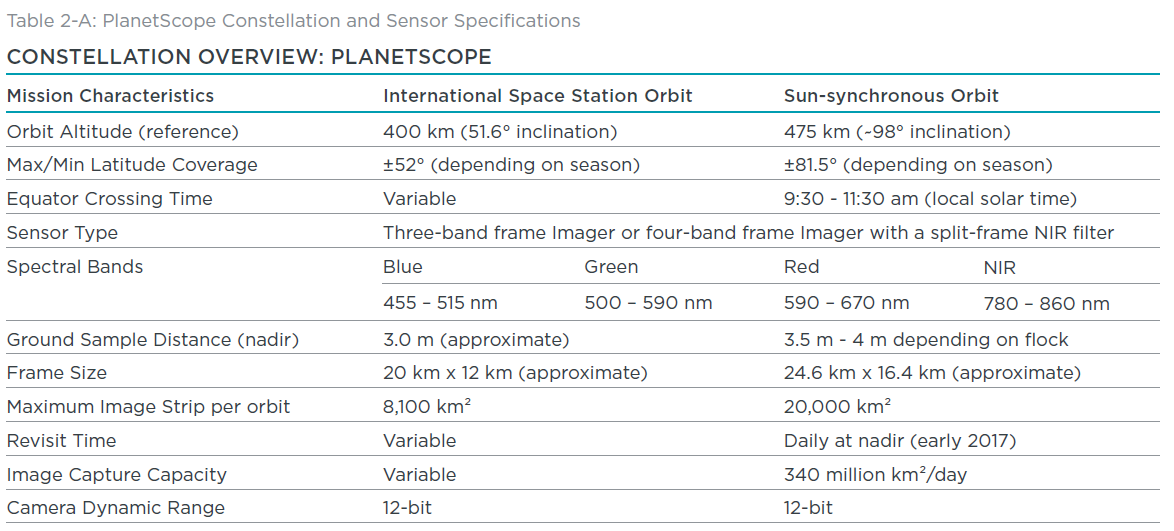 Table 2-A: PlanetScope Constellation and Sensor Specifications
CONSTELLATION OVERVIEW: PLANETSCOPE
Mission Characteristics International Space Station Orbit Sun-synchronous Orbit
Orbit Altitude (reference) 400 km (51.6° inclination) 475 km (~98° inclination)
Max/Min Latitude Coverage ±52° (depending on season) ±81.5° (depending on season)
Equator Crossing Time Variable 9:30 - 11:30 am (local solar time)
Sensor Type Three-band frame Imager or four-band frame Imager with a split-frame NIR filter
Spectral Bands Blue Green Red NIR
455 – 515 nm 500 – 590 nm 590 – 670 nm 780 – 860 nm
Ground Sample Distance (nadir) 3.0 m (approximate) 3.5 m - 4 m depending on flock
Frame Size 20 km x 12 km (approximate) 24.6 km x 16.4 km (approximate)
Maximum Image Strip per orbit 8,100 km² 20,000 km²
Revisit Time Variable Daily at nadir (early 2017)
Image Capture Capacity Variable 340 million km²/day
Camera Dynamic Range 12-bit 12-bit